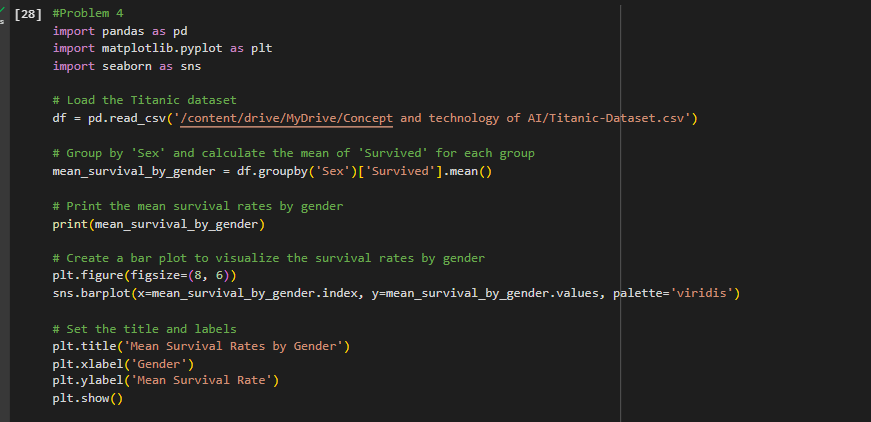 s
[28] #Problem 4
import pandas as pd
import matplotlib.pyplot as plt
import seaborn as sns
# Load the Titanic dataset
df = pd.read_csv('/content/drive/MyDrive/Concept and technology of AI/Titanic-Dataset.csv')
# Group by 'Sex' and calculate the mean of 'Survived' for each group
mean_survival_by_gender = df.groupby('Sex')['Survived'].mean()
# Print the mean survival rates by gender
print(mean_survival_by_gender)
# Create a bar plot to visualize the survival rates by gender
plt.figure(figsize=(8, 6))
sns.barplot(x=mean_survival_by_gender.index, y=mean_survival_by_gender.values, palette='viridis')
# Set the title and labels
plt.title('Mean Survival Rates by Gender')
plt.xlabel('Gender')
plt.ylabel('Mean Survival Rate')
plt.show()